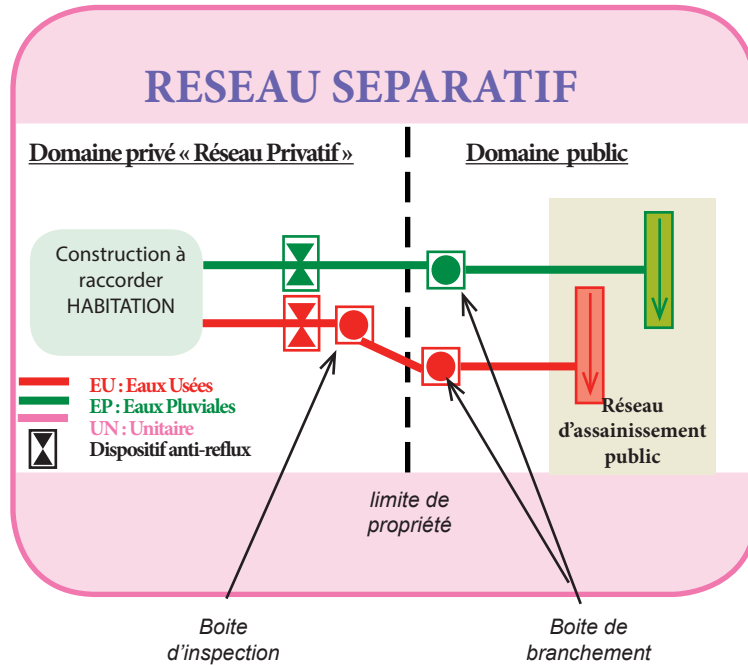 RESEAU SEPARATIF
Domaine privé « Réseau Privatif »
Domaine public
Construction à
raccorder
HABITATION
EU : Eaux Usées
EP : Eaux Pluviales
UN : Unitaire
Dispositif anti-reflux
Réseau
d'assainissement
public
limite de
propriété
Boite
d'inspection
Boite de
branchement